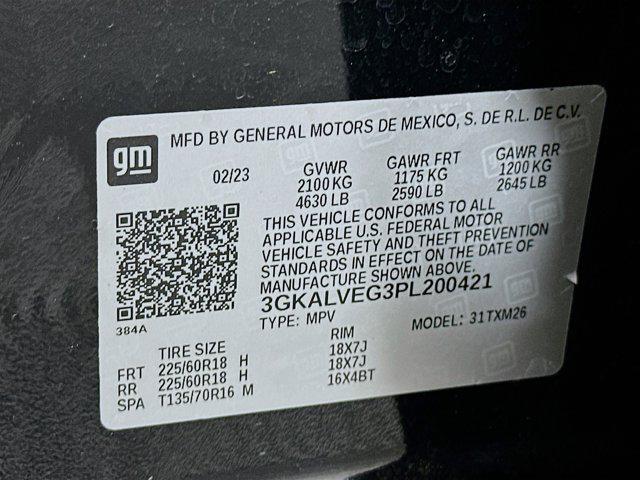 gm
MFD BY GENERAL MOTORS DE MEXICO, S. DE R.L. DE C.V.
02/23 GVWR GAWR FRT GAWR RR
2100 KG 1175 KG 1200 KG
4630 LB 2590 LB 2645 LB
THIS VEHICLE CONFORMS TO ALL
APPLICABLE U.S. FEDERAL MOTOR
VEHICLE SAFETY AND THEFT PREVENTION
STANDARDS IN EFFECT ON THE DATE OF
MANUFACTURE SHOWN ABOVE.
3GKALVEG3PL200421
384A
TYPE: MPV MODEL: 31TXM26
TIRE SIZE RIM
FRT 225/60R18 H 18X7J
RR 225/60R18 H 18X7J
SPA T135/70R16 M 16X4BT